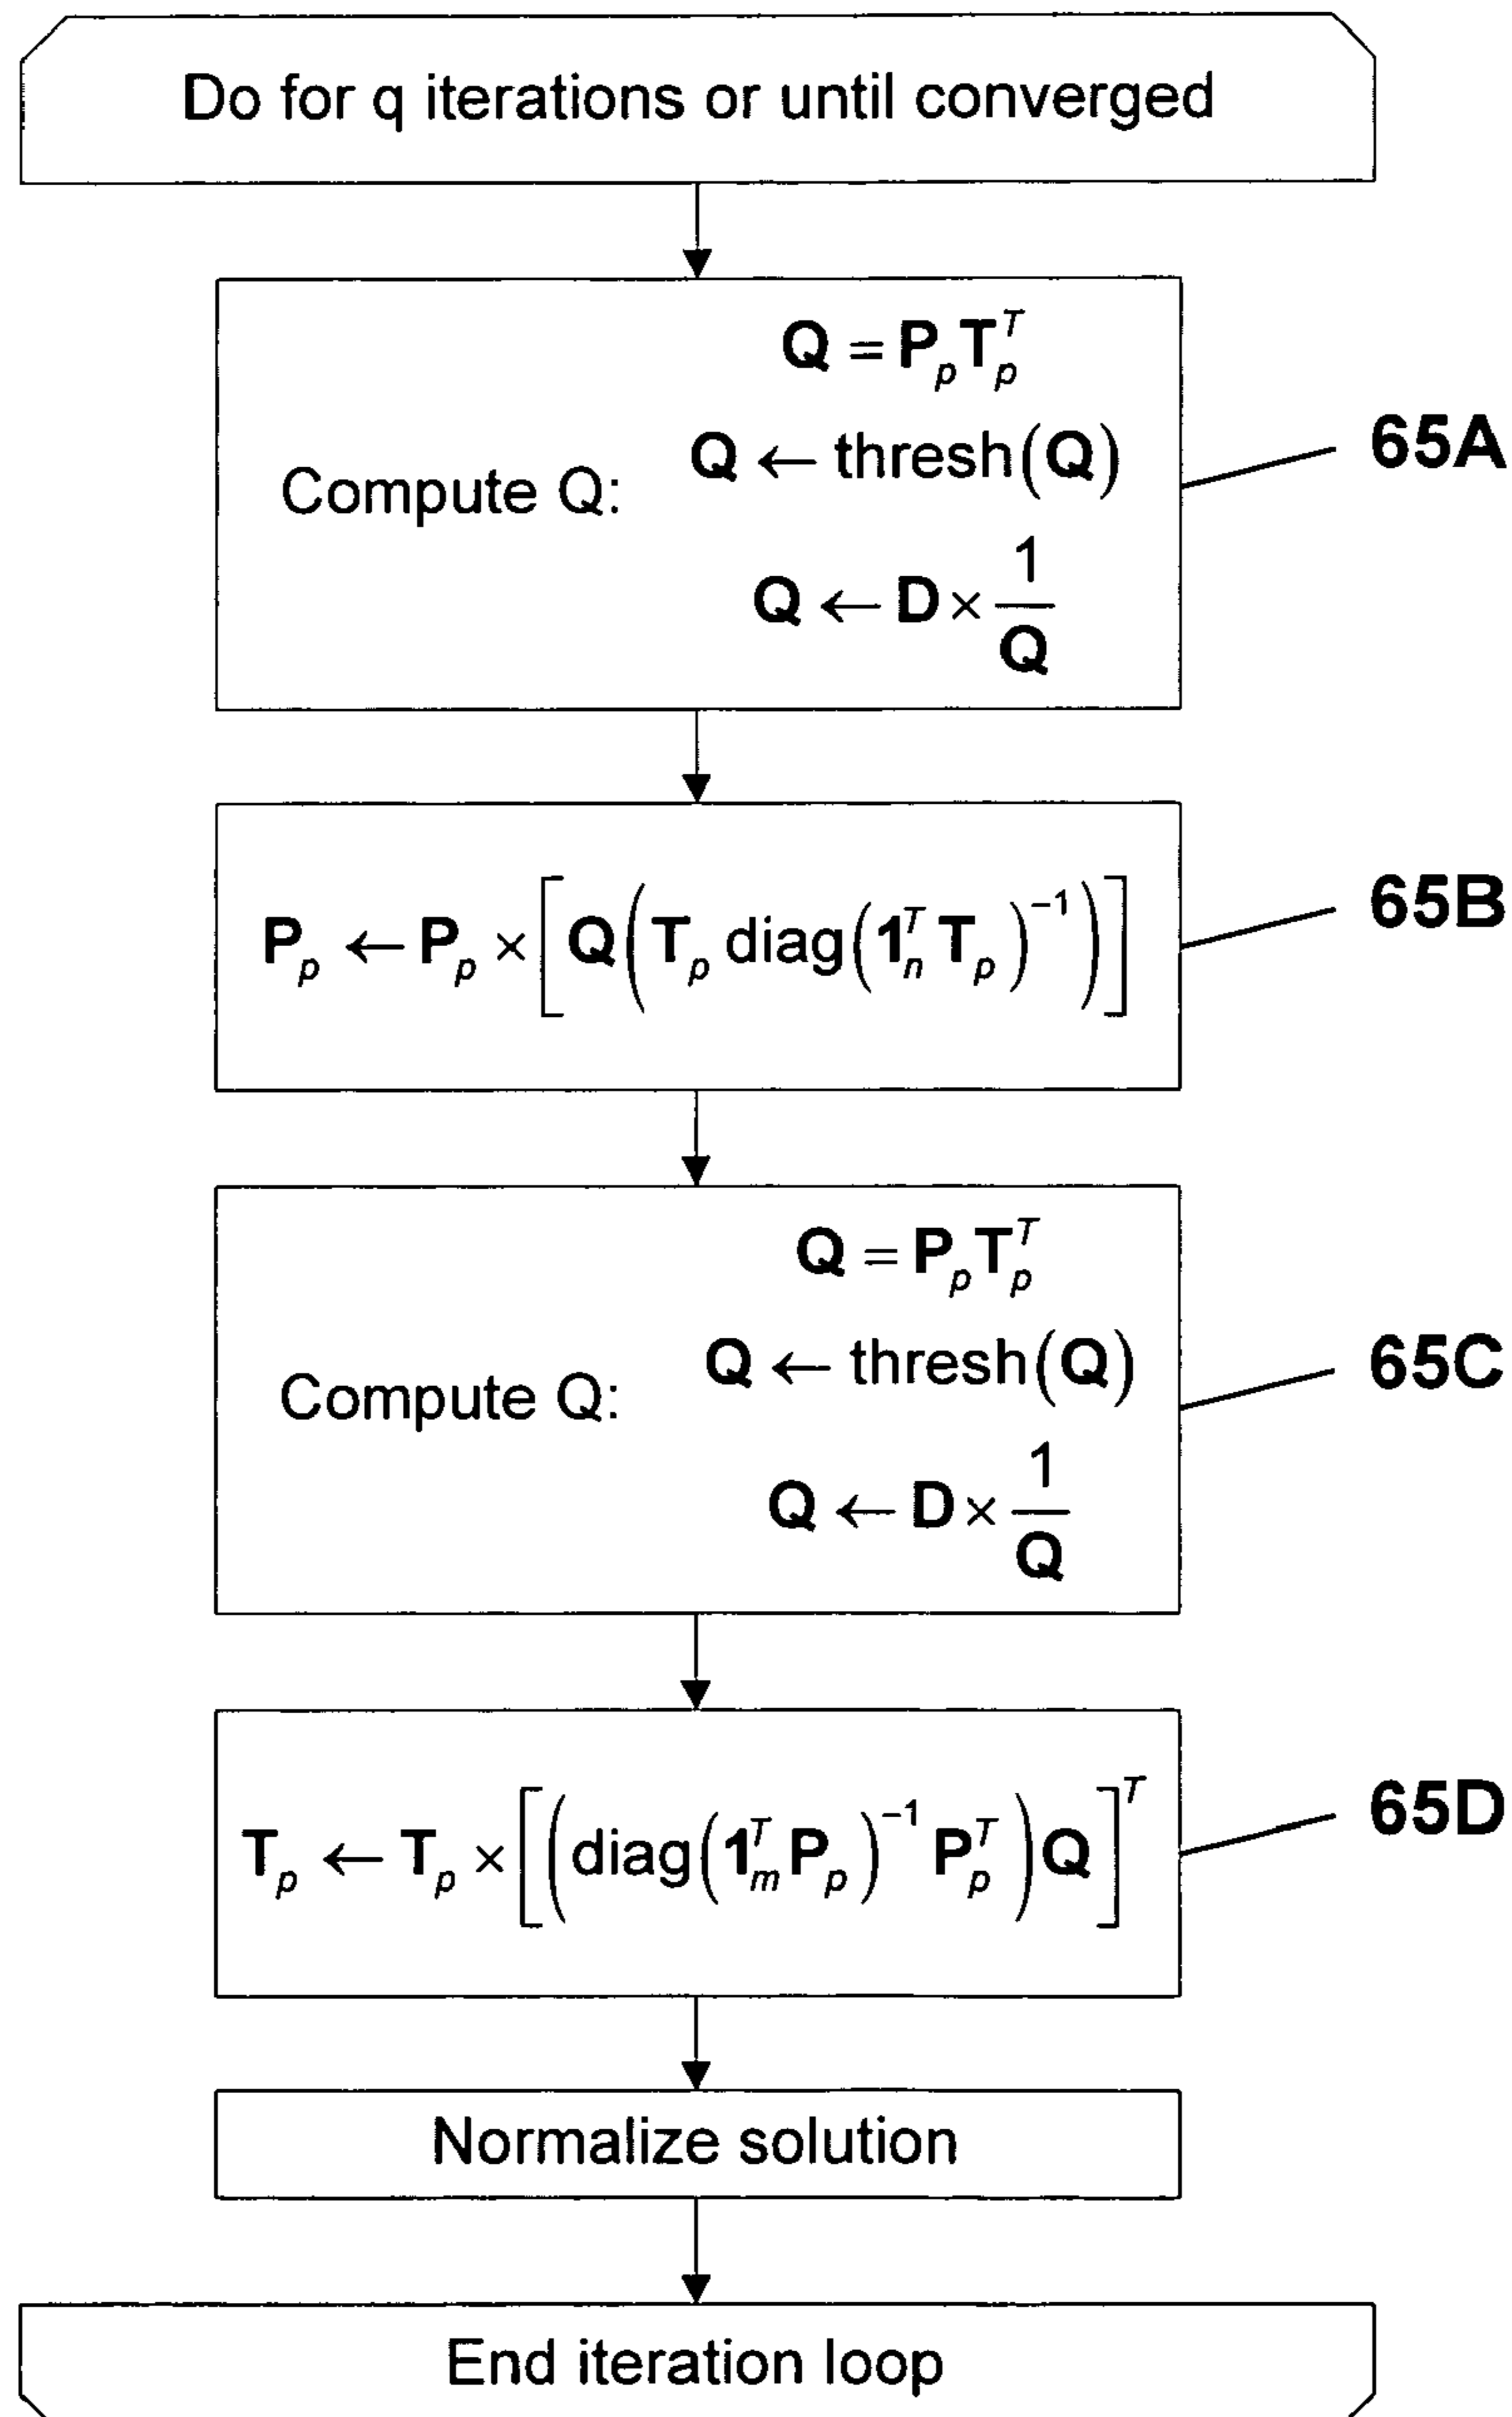 Do for q iterations or until converged
Q = P_p T_p^T
Q ← thresh(Q)
65A
Compute Q:
Q ← D × 1/Q
65B
P_p ← P_p × [Q(T_p diag(1_n^T T_p)^-1)]
Q = P_p T_p^T
Q ← thresh(Q)
65C
Compute Q:
Q ← D × 1/Q
65D
T_p ← T_p × [(diag(1_m^T P_p)^-1 P_p^T)Q]^T
Normalize solution
End iteration loop